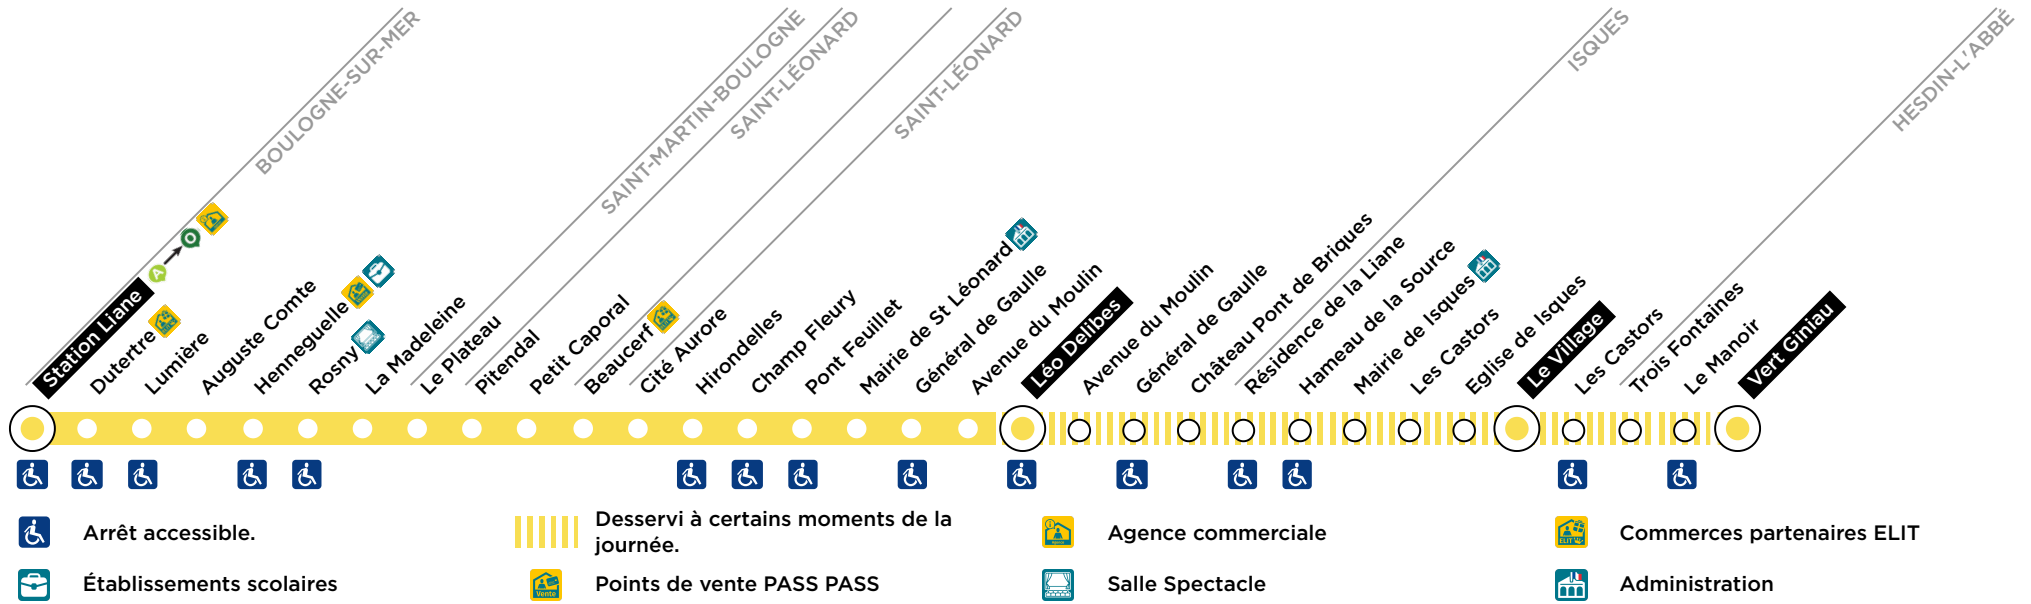 BOULOGNE-SUR-MER
SAINT-MARTIN-BOULOGNE
SAINT-LÉONARD
SAINT-LÉONARD
ISQUES
HESDIN-L'ABBÉ
Station Liane
A
O
Dutertre
Lumière
Auguste Comte
Henneguelle
Rosny
La Madeleine
Le Plateau
Pitendal
Petit Caporal
Beaucerf
Cité Aurore
Hirondelles
Champ Fleury
Pont Feuillet
Mairie de St Léonard
Général de Gaulle
Avenue du Moulin
Léo Delibes
Avenue du Moulin
Général de Gaulle
Château Pont de Briques
Résidence de la Liane
Hameau de la Source
Mairie de Isques
Les Castors
Eglise de Isques
Le Village
Les Castors
Trois Fontaines
Le Manoir
Vert Giniau
Arrêt accessible.
Desservi à certains moments de la
journée.
Agence commerciale
ELIT
Commerces partenaires ELIT
Établissements scolaires
Vente
Points de vente PASS PASS
Salle Spectacle
Administration